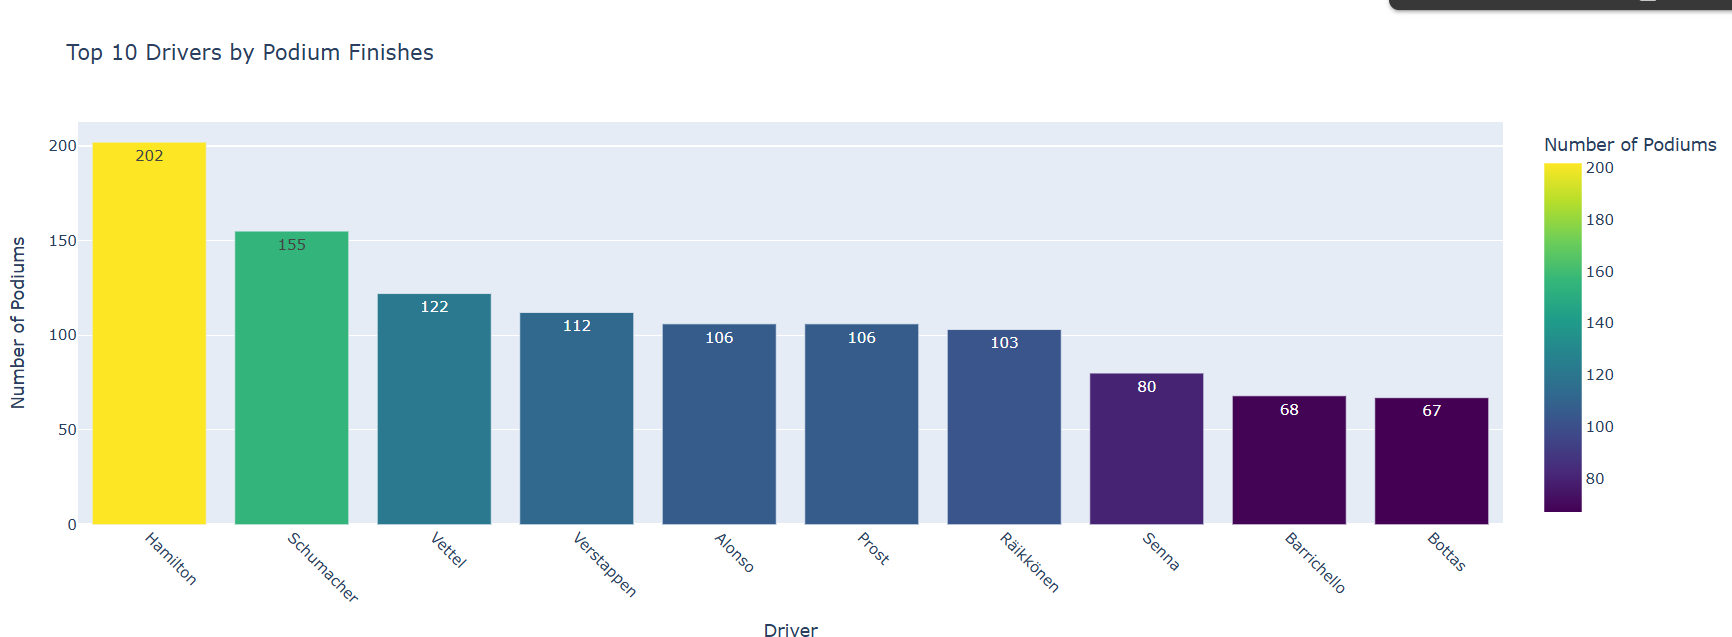 Top 10 Drivers by Podium Finishes
Number of Podiums
200
150
100
50
0
202
155
122
112
106
106
103
80
68
67
Hamilton
Schumacher
Vettel
Verstappen
Alonso
Prost
Räikkönen
Senna
Barrichello
Bottas
Driver
Number of Podiums
200
180
160
140
120
100
80